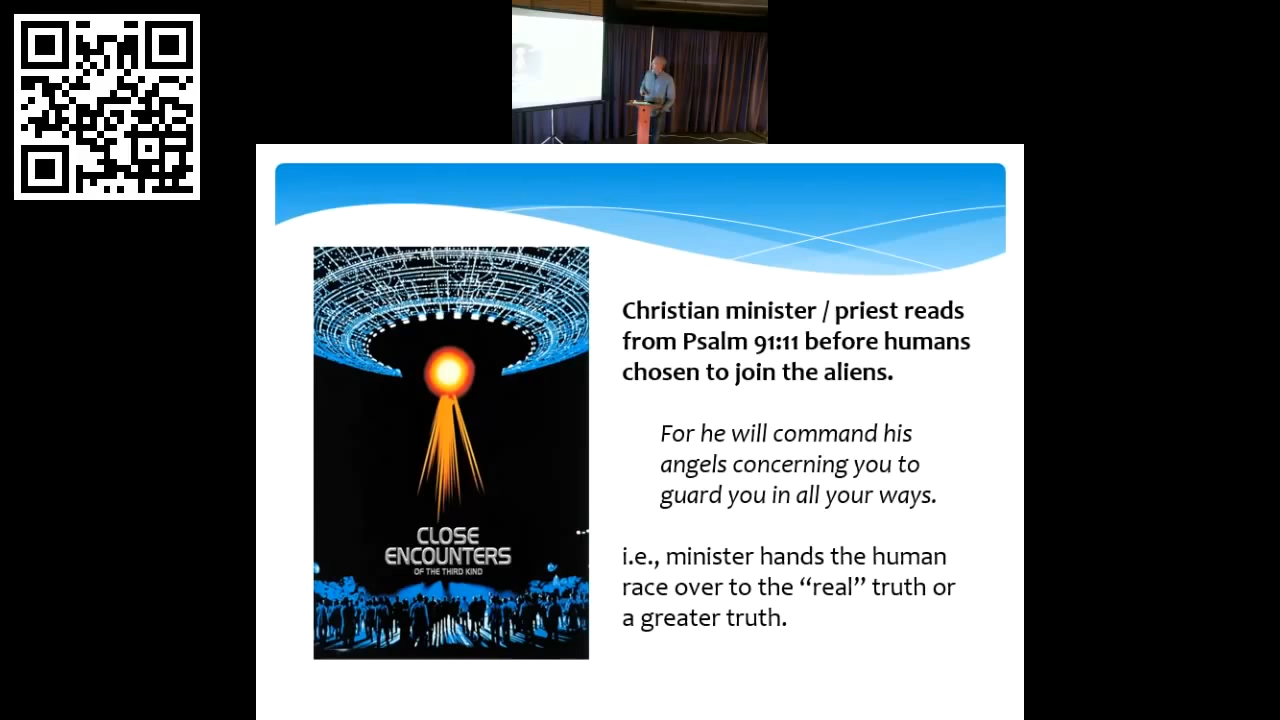 CLOSE
ENCOUNTERS
OF THE THIRD KIND
Christian minister / priest reads
from Psalm 91:11 before humans
chosen to join the aliens.
For he will command his
angels concerning you to
guard you in all your ways.
i.e., minister hands the human
race over to the “real” truth or
a greater truth.